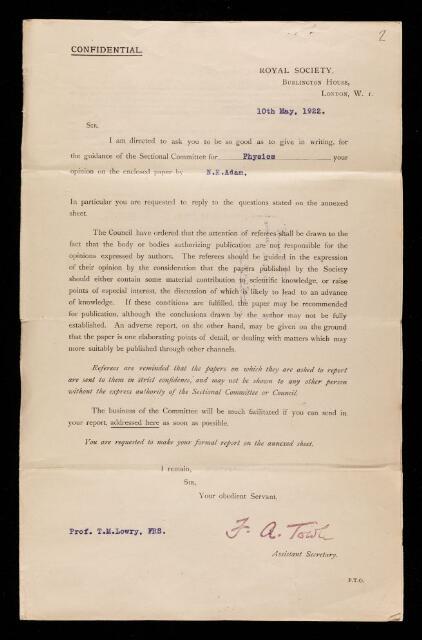 2
CONFIDENTIAL.
ROYAL SOCIETY,
BURLINGTON HOUSE,
LONDON, W. 1.
10th May, 1922.
SIR,
I am directed to ask you to be so good as to give in writing, for
the guidance of the Sectional Committee for Physics your
opinion on the enclosed paper by N.K.Adam.
In particular you are requested to reply to the questions stated on the annexed
sheet.
The Council have ordered that the attention of referees shall be drawn to the
fact that the body or bodies authorizing publication are not responsible for the
opinions expressed by authors. The referees should be guided in the expression
of their opinion by the consideration that the papers published by the Society
should either contain some material contribution to scientific knowledge, or raise
points of especial interest, the discussion of which is likely to lead to an advance
of knowledge. If these conditions are fulfilled, the paper may be recommended
for publication, although the conclusions drawn by the author may not be fully
established. An adverse report, on the other hand, may be given on the ground
that the paper is one elaborating points of detail, or dealing with matters which may
more suitably be published through other channels.
Referees are reminded that the papers on which they are asked to report
are sent to them in strict confidence, and may not be shown to any other person
without the express authority of the Sectional Committee or Council.
The business of the Committee will be much facilitated if you can send in
your report, addressed here as soon as possible.
You are requested to make your formal report on the annexed sheet.
I remain,
SIR,
Your obedient Servant,
Prof. T.M.Lowry, FRS.
F. A. Towle
Assistant Secretary.
P.T.O.